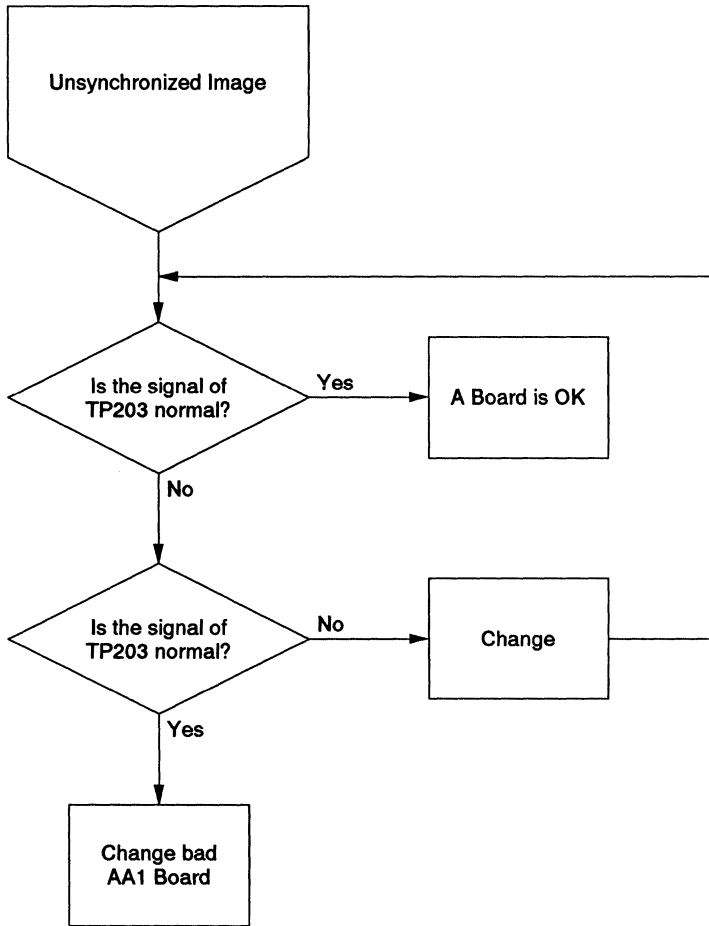 Unsynchronized Image
Is the signal of
TP203 normal?
Yes
A Board is OK
No
Is the signal of
TP203 normal?
No
Change
Yes
Change bad
AA1 Board